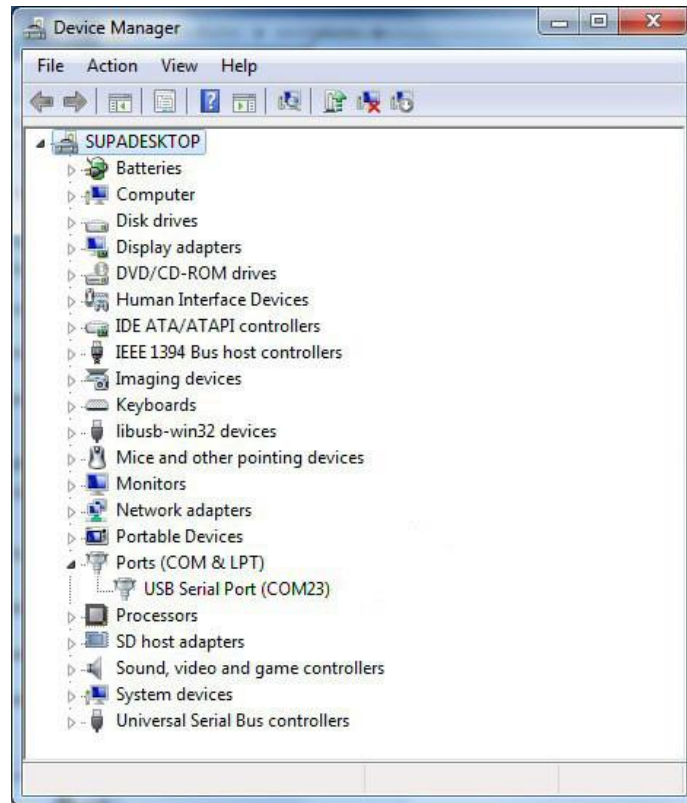 Device Manager
File Action View Help
SUPADESKTOP
Batteries
Computer
Disk drives
Display adapters
DVD/CD-ROM drives
Human Interface Devices
IDE ATA/ATAPI controllers
IEEE 1394 Bus host controllers
Imaging devices
Keyboards
libusb-win32 devices
Mice and other pointing devices
Monitors
Network adapters
Portable Devices
Ports (COM & LPT)
USB Serial Port (COM23)
Processors
SD host adapters
Sound, video and game controllers
System devices
Universal Serial Bus controllers